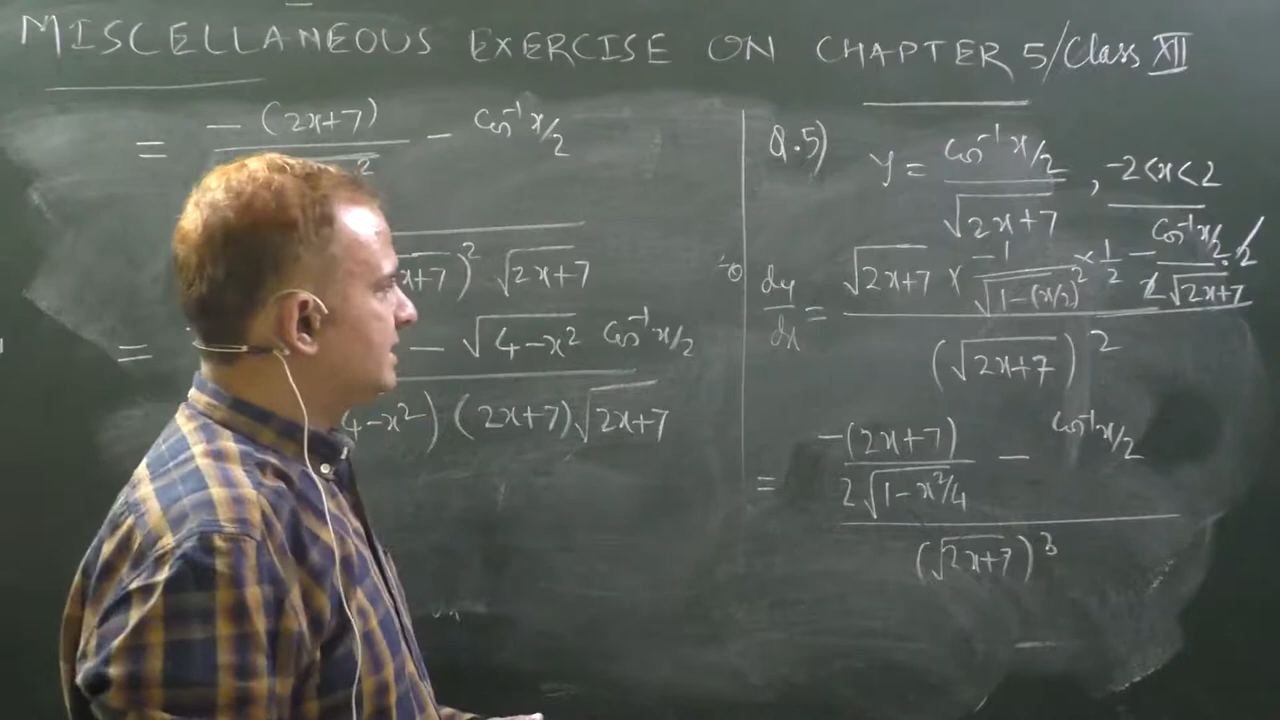 MISCELLANEOUS EXERCISE ON CHAPTER 5/Class XII
Q.5) y = cos⁻¹ x/2 / √(2x+7) , -2<x<2
dy/dx = (√(2x+7) × -1/√(1-(x/2)²) × 1/2 - cos⁻¹x/2 · 2 / 2√(2x+7)) / (√(2x+7))²
= (-(2x+7) / 2√(1-x²/4) - cos⁻¹x/2) / (√(2x+7))³
= -(2x+7) - cos⁻¹ x/2
2
x+7)² √(2x+7)
= - √(4-x²) cos⁻¹x/2
4-x²) (2x+7)√(2x+7)